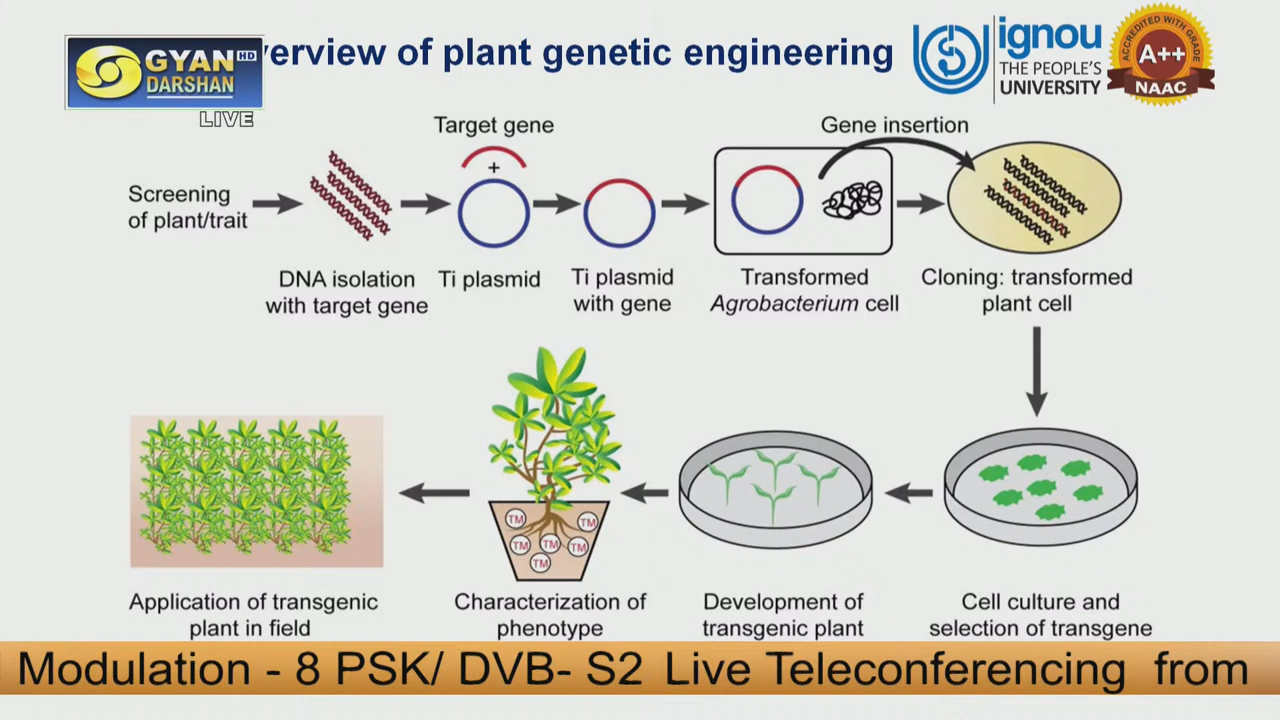 verview of plant genetic engineering
GYAN HD
DARSHAN
LIVE
ignou
THE PEOPLE'S
UNIVERSITY
ACCREDITED WITH GRADE
A++
NAAC
Target gene
Gene insertion
+
Screening
of plant/trait
DNA isolation
with target gene
Ti plasmid
Ti plasmid
with gene
Transformed
Agrobacterium cell
Cloning: transformed
plant cell
TM
TM
TM
TM
TM
TM
Application of transgenic
plant in field
Characterization of
phenotype
Development of
transgenic plant
Cell culture and
selection of transgene
Modulation - 8 PSK/ DVB- S2 Live Teleconferencing from